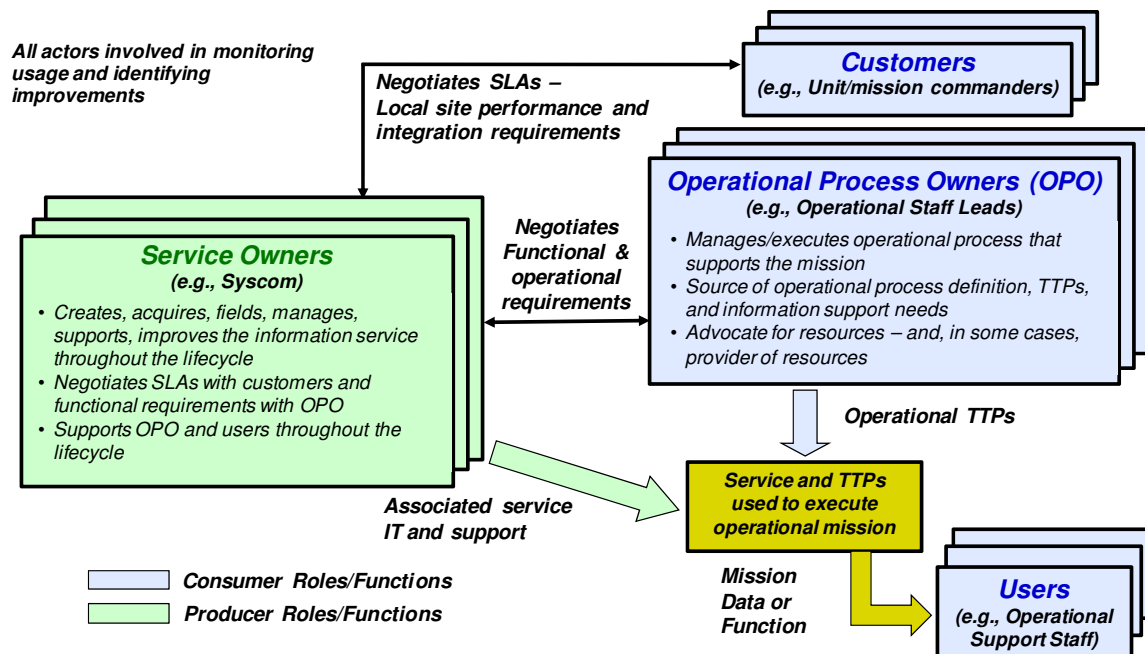 All actors involved in monitoring
usage and identifying
improvements
Negotiates SLAs –
Local site performance and
integration requirements
Customers
(e.g., Unit/mission commanders)
Operational Process Owners (OPO)
(e.g., Operational Staff Leads)
• Manages/executes operational process that
supports the mission
• Source of operational process definition, TTPs,
and information support needs
• Advocate for resources – and, in some cases,
provider of resources
Negotiates
Functional &
operational
requirements
Service Owners
(e.g., Syscom)
• Creates, acquires, fields, manages,
supports, improves the information service
throughout the lifecycle
• Negotiates SLAs with customers and
functional requirements with OPO
• Supports OPO and users throughout the
lifecycle
Operational TTPs
Associated service
IT and support
Service and TTPs
used to execute
operational mission
Mission
Data or
Function
Users
(e.g., Operational
Support Staff)
Consumer Roles/Functions
Producer Roles/Functions